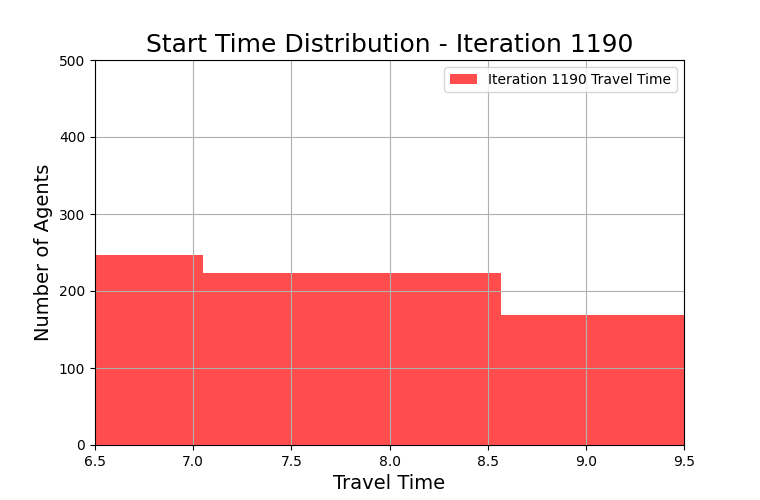 Start Time Distribution - Iteration 1190
500
Iteration 1190 Travel Time
400
300
200
100
0
Number of Agents
6.5 7.0 7.5 8.0 8.5 9.0 9.5
Travel Time